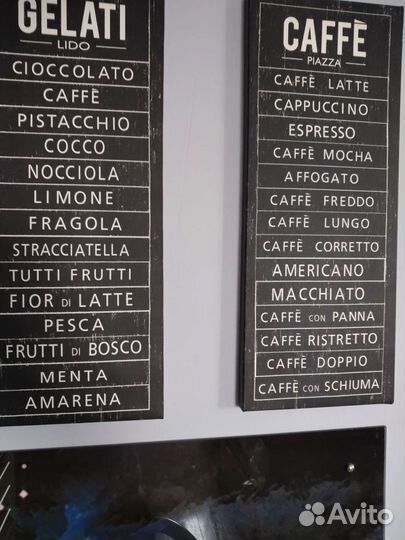 GELATI
LIDO
CIOCCOLATO
CAFFÈ
PISTACCHIO
COCCO
NOCCIOLA
LIMONE
FRAGOLA
STRACCIATELLA
TUTTI FRUTTI
FIOR DI LATTE
PESCA
FRUTTI DI BOSCO
MENTA
AMARENA
CAFFÈ
PIAZZA
CAFFÈ LATTE
CAPPUCCINO
ESPRESSO
CAFFÈ MOCHA
AFFOGATO
CAFFÈ FREDDO
CAFFÈ LUNGO
CAFFÈ CORRETTO
AMERICANO
MACCHIATO
CAFFÈ CON PANNA
CAFFÈ RISTRETTO
CAFFÈ DOPPIO
CAFFÈ CON SCHIUMA
Avito